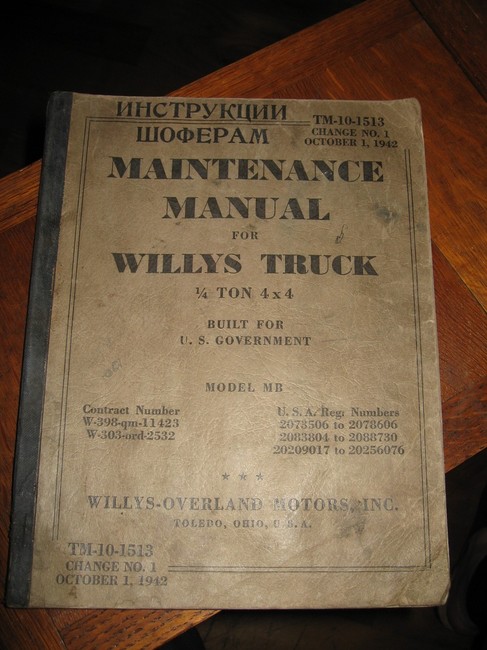 ИНСТРУКЦИИ
ШОФЕРАМ
TM-10-1513
CHANGE NO. 1
OCTOBER 1, 1942
MAINTENANCE
MANUAL
FOR
WILLYS TRUCK
¼ TON 4x4
BUILT FOR
U. S. GOVERNMENT
MODEL MB
Contract Number
W-398-qm-11423
W-303-ord-2532
U. S. A. Reg. Numbers
2078506 to 2078606
2083804 to 2088730
20209017 to 20256076
★ ★ ★
WILLYS-OVERLAND MOTORS, INC.
TOLEDO, OHIO, U. S. A.
TM-10-1513
CHANGE NO. 1
OCTOBER 1, 1942